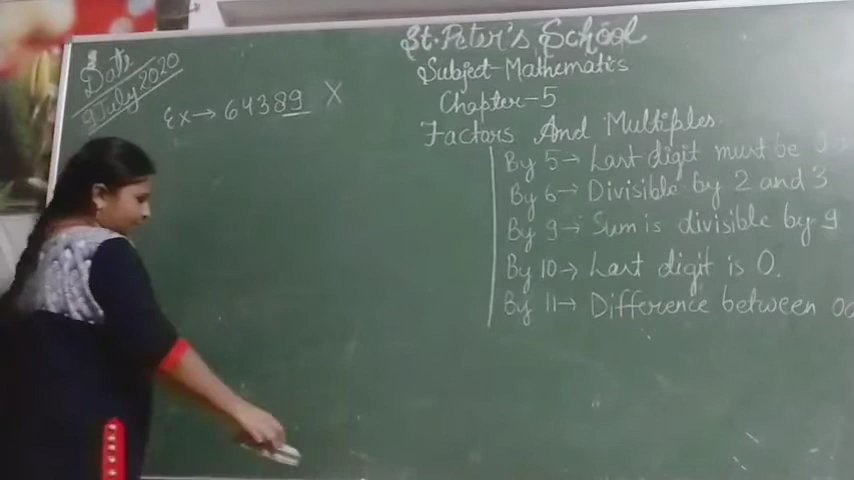 Date
9 July 2020
Ex→ 64389 X
St. Peter's School
Subject-Mathematics
Chapter-5
Factors And Multiples
By 5→ Last digit must be
By 6→ Divisible by 2 and 3
By 9→ Sum is divisible by 9
By 10→ Last digit is 0.
By 11→ Difference between